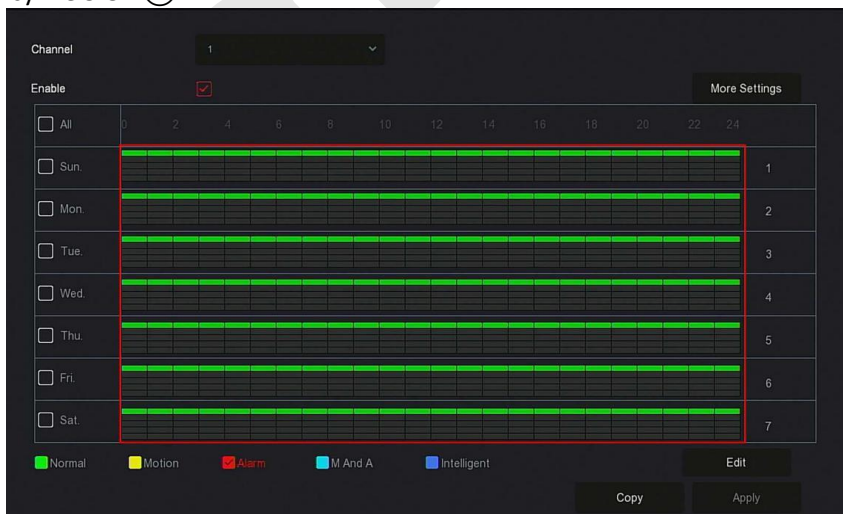 Channel 1
Enable More Settings
All 0 2 4 6 8 10 12 14 16 18 20 22 24
Sun. 1
Mon. 2
Tue. 3
Wed. 4
Thu. 5
Fri. 6
Sat. 7
Normal Motion Alarm M And A Intelligent Edit
Copy Apply